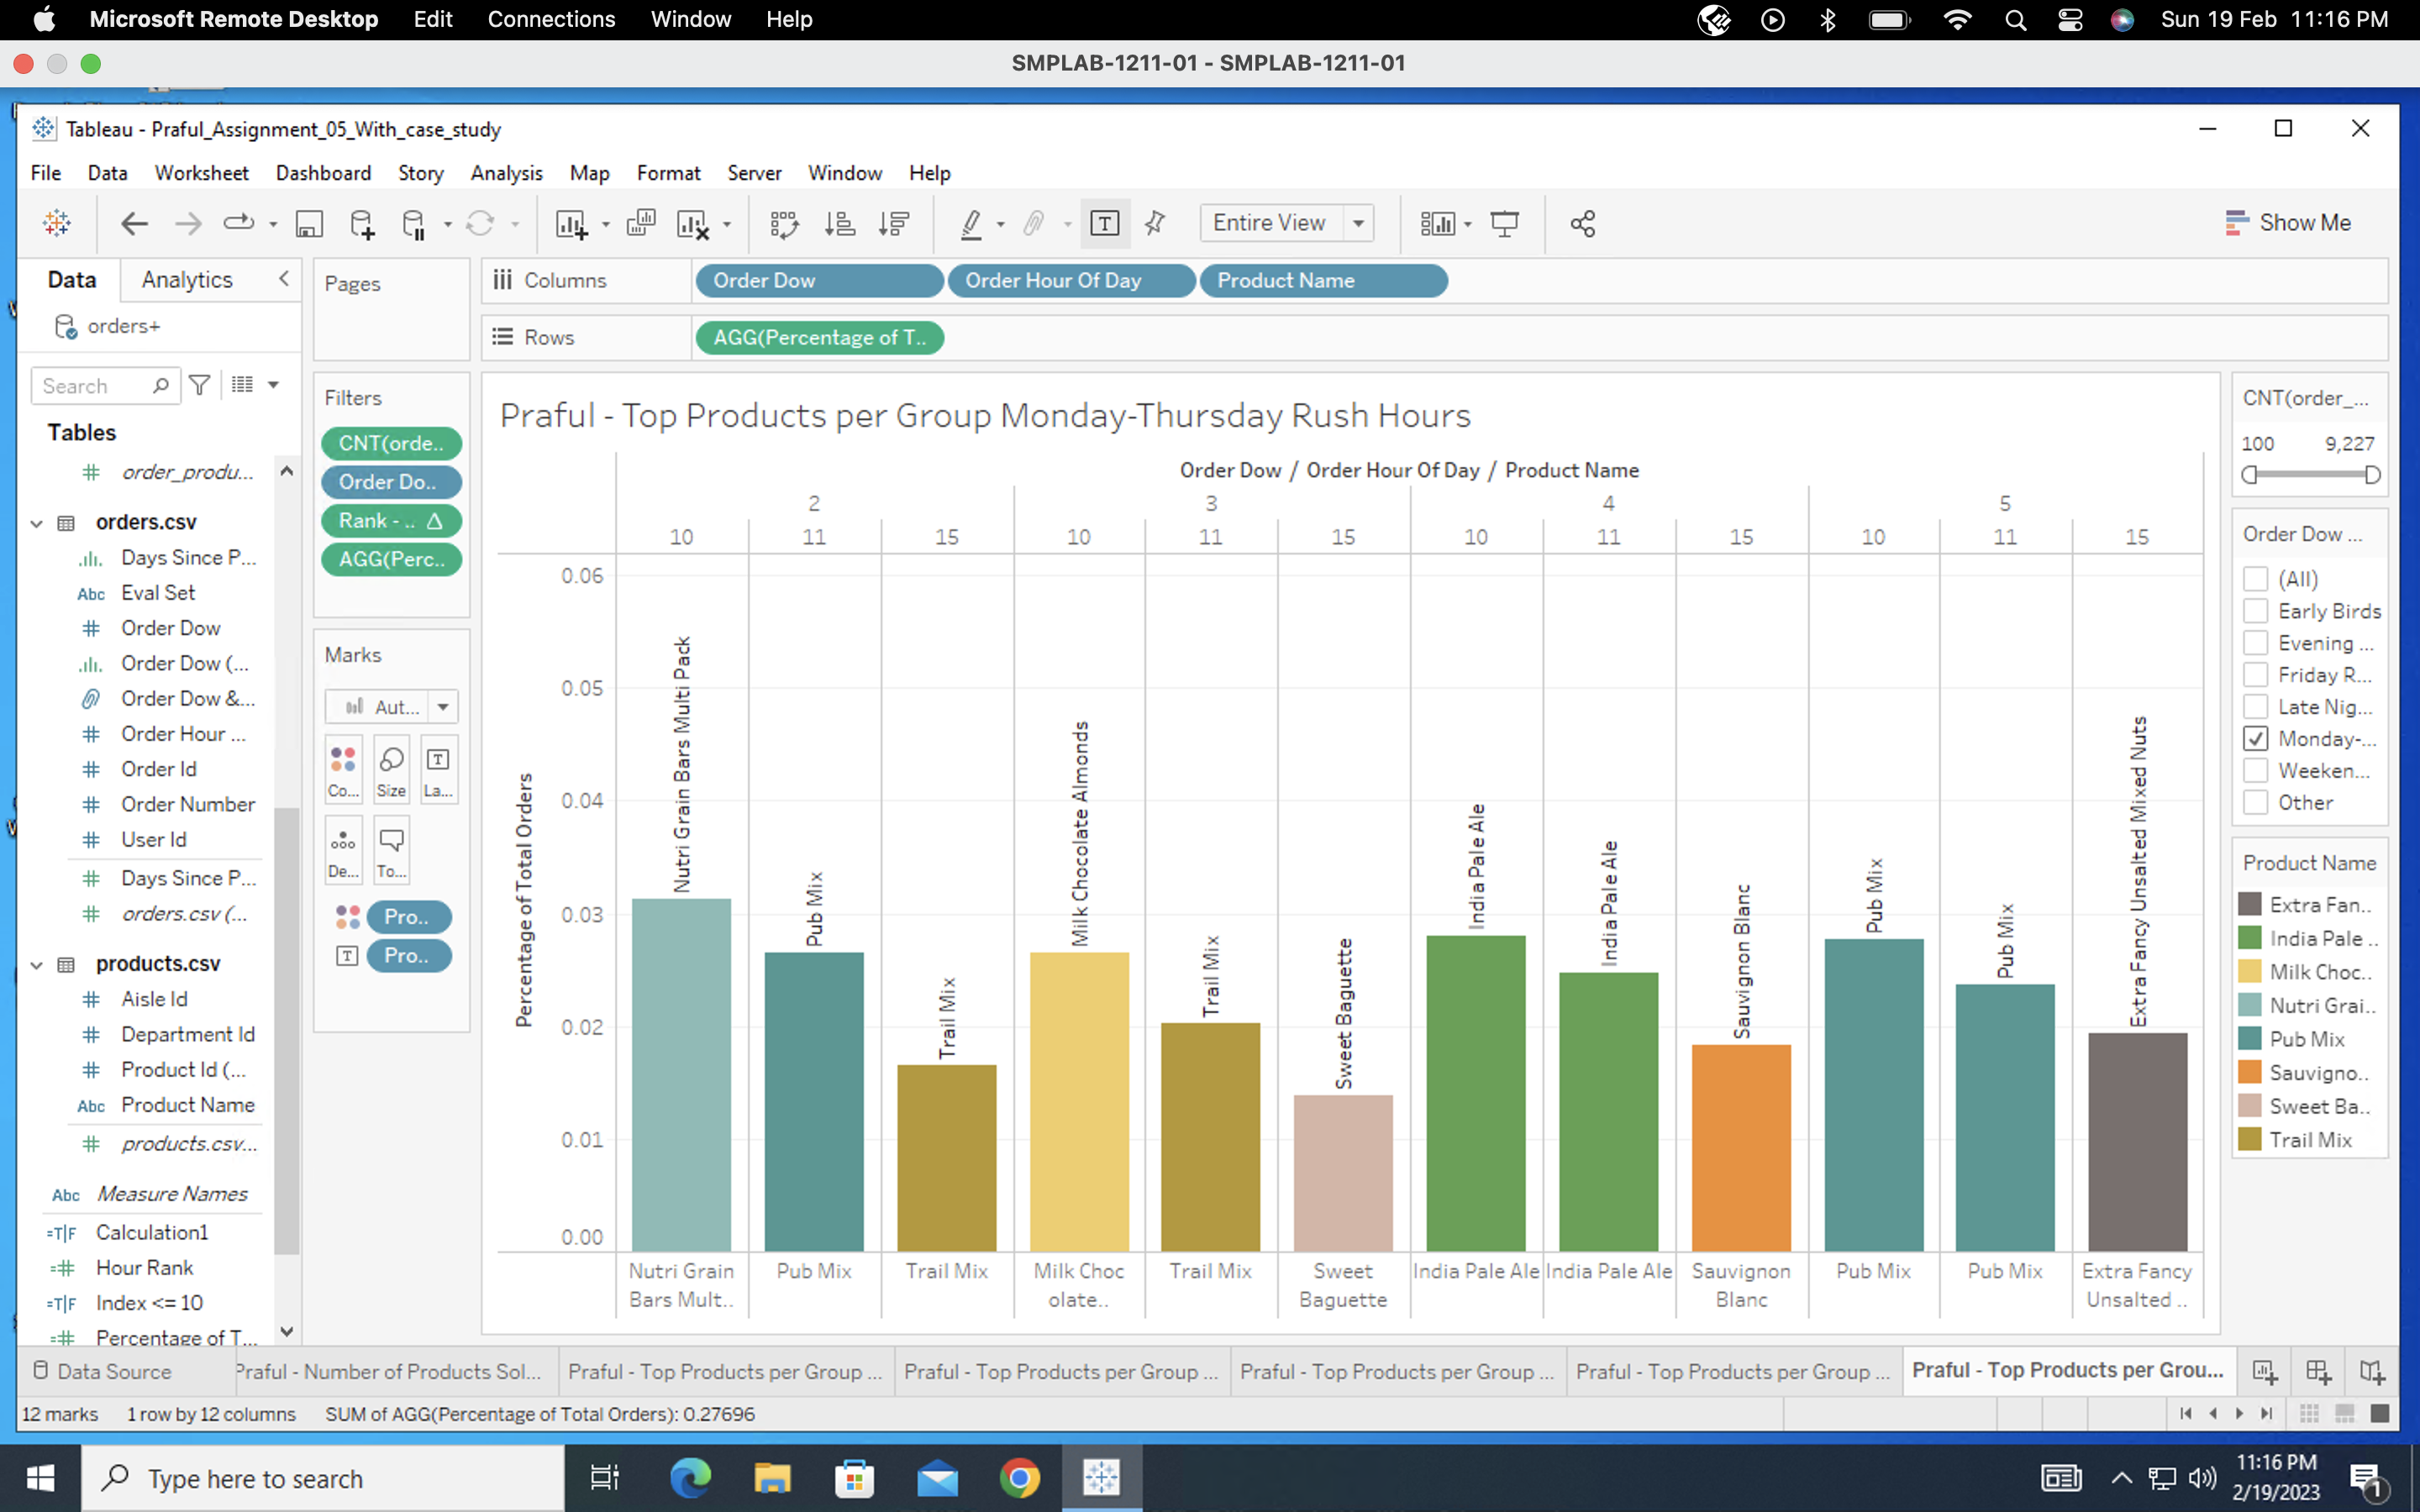 Microsoft Remote Desktop Edit Connections Window Help Sun 19 Feb 11:16 PM
SMPLAB-1211-01 - SMPLAB-1211-01
Tableau - Praful_Assignment_05_With_case_study
File Data Worksheet Dashboard Story Analysis Map Format Server Window Help
Entire View Show Me
Data Analytics
orders+
Search
Tables
order_produ...
orders.csv
Days Since P...
Abc Eval Set
Order Dow
Order Dow (...
Order Dow &...
Order Hour ...
Order Id
Order Number
User Id
Days Since P...
orders.csv (...
products.csv
Aisle Id
Department Id
Product Id (...
Abc Product Name
products.csv...
Abc Measure Names
=T|F Calculation1
=# Hour Rank
=T|F Index <= 10
=# Percentage of T...
Pages
Filters
CNT(orde..
Order Do..
Rank - .. Δ
AGG(Perc..
Marks
Aut...
Co... Size La...
De... To...
Pro..
Pro..
Columns Order Dow Order Hour Of Day Product Name
Rows AGG(Percentage of T..
Praful - Top Products per Group Monday-Thursday Rush Hours
Order Dow / Order Hour Of Day / Product Name
2 3 4 5
10 11 15 10 11 15 10 11 15 10 11 15
Percentage of Total Orders
0.06
0.05
0.04
0.03
0.02
0.01
0.00
Nutri Grain Bars Multi Pack
Pub Mix
Trail Mix
Milk Chocolate Almonds
Trail Mix
Sweet Baguette
India Pale Ale
India Pale Ale
Sauvignon Blanc
Pub Mix
Pub Mix
Extra Fancy Unsalted Mixed Nuts
Nutri Grain Bars Mult..
Pub Mix
Trail Mix
Milk Choc olate..
Trail Mix
Sweet Baguette
India Pale Ale
India Pale Ale
Sauvignon Blanc
Pub Mix
Pub Mix
Extra Fancy Unsalted ..
CNT(order_...
100 9,227
Order Dow ...
(All)
Early Birds
Evening ...
Friday R...
Late Nig...
Monday-...
Weeken...
Other
Product Name
Extra Fan..
India Pale ..
Milk Choc..
Nutri Grai..
Pub Mix
Sauvigno..
Sweet Ba..
Trail Mix
Data Source Praful - Number of Products Sol... Praful - Top Products per Group ... Praful - Top Products per Group ... Praful - Top Products per Group ... Praful - Top Products per Group ... Praful - Top Products per Grou...
12 marks 1 row by 12 columns SUM of AGG(Percentage of Total Orders): 0.27696
Type here to search
11:16 PM
2/19/2023
1